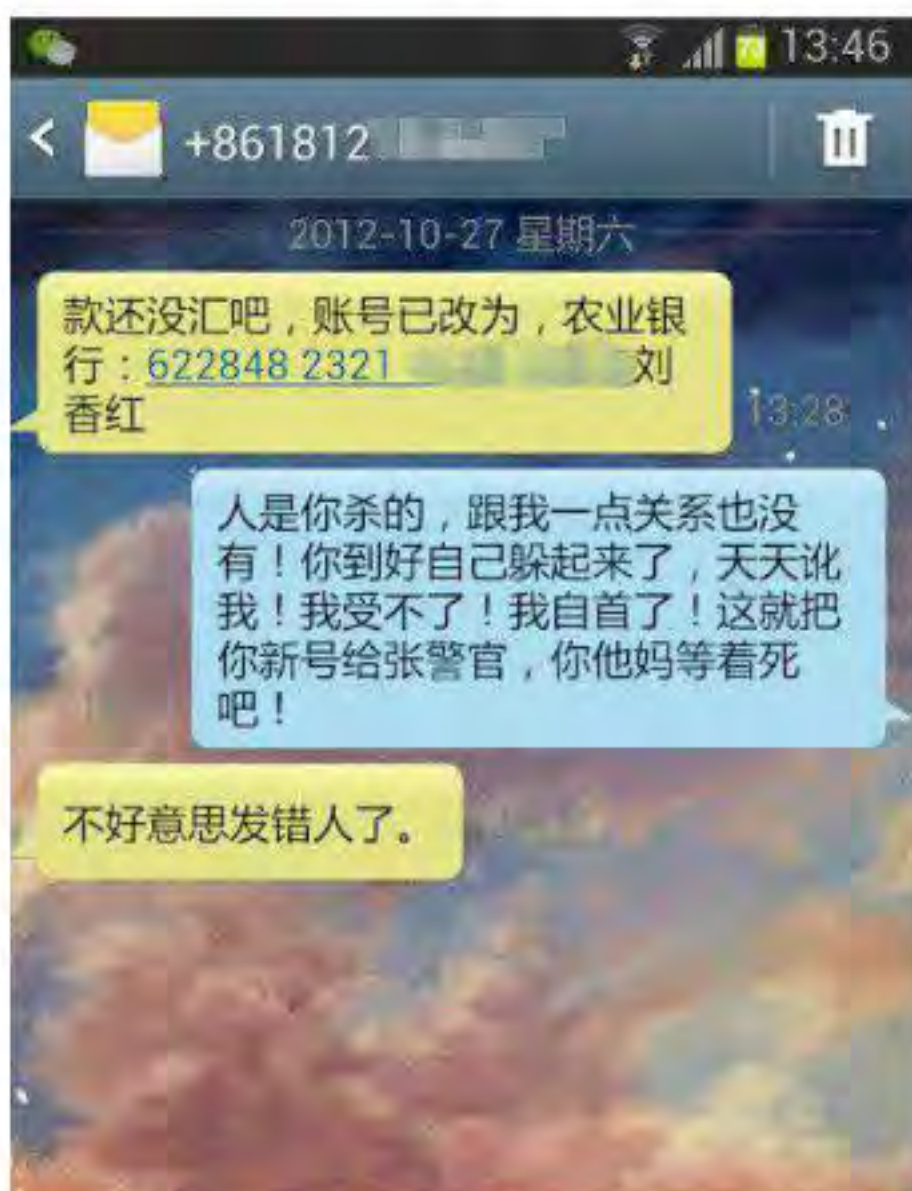 73 13:46
+861812
2012-10-27 星期六
款还没汇吧，账号已改为，农业银
行：622848 2321 刘
香红
13:28
人是你杀的，跟我一点关系也没
有！你到好自己躲起来了，天天讹
我！我受不了！我自首了！这就把
你新号给张警官，你他妈等着死
吧！
不好意思发错人了。